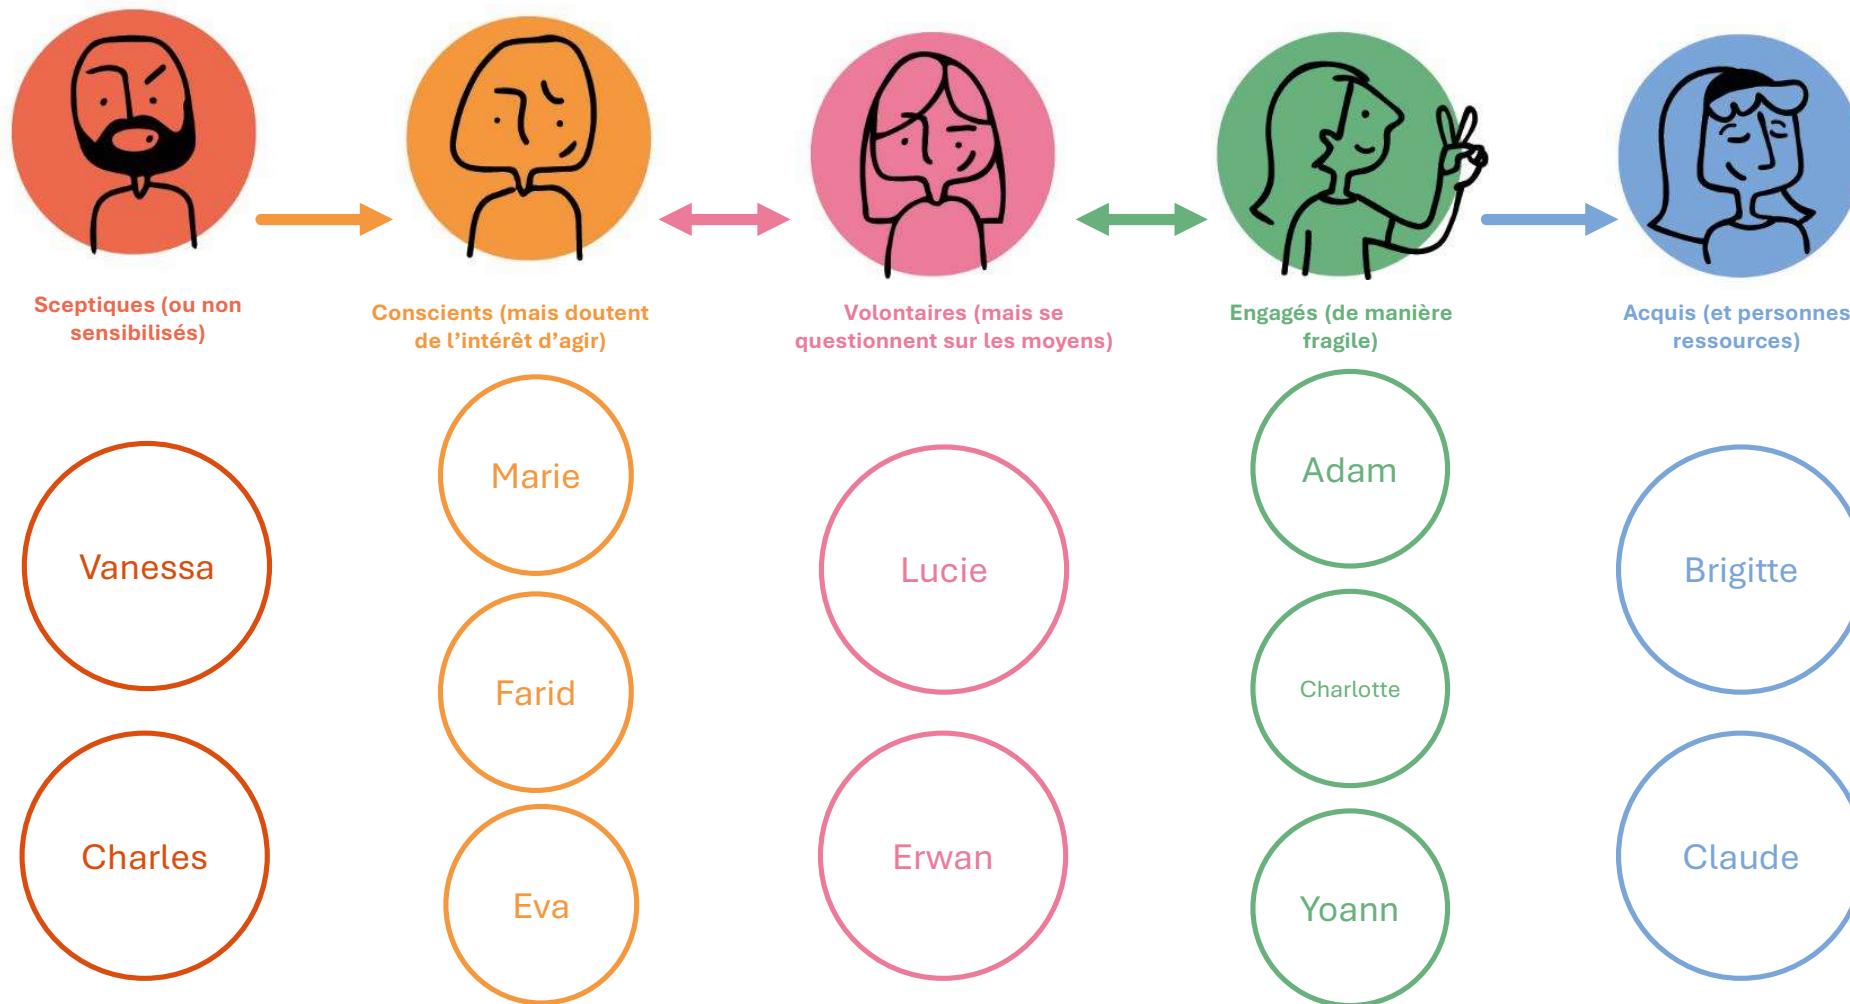 Sceptiques (ou non
sensibilisés)
Conscients (mais doutent
de l’intérêt d’agir)
Volontaires (mais se
questionnent sur les moyens)
Engagés (de manière
fragile)
Acquis (et personnes
ressources)
Vanessa
Charles
Marie
Farid
Eva
Lucie
Erwan
Adam
Charlotte
Yoann
Brigitte
Claude